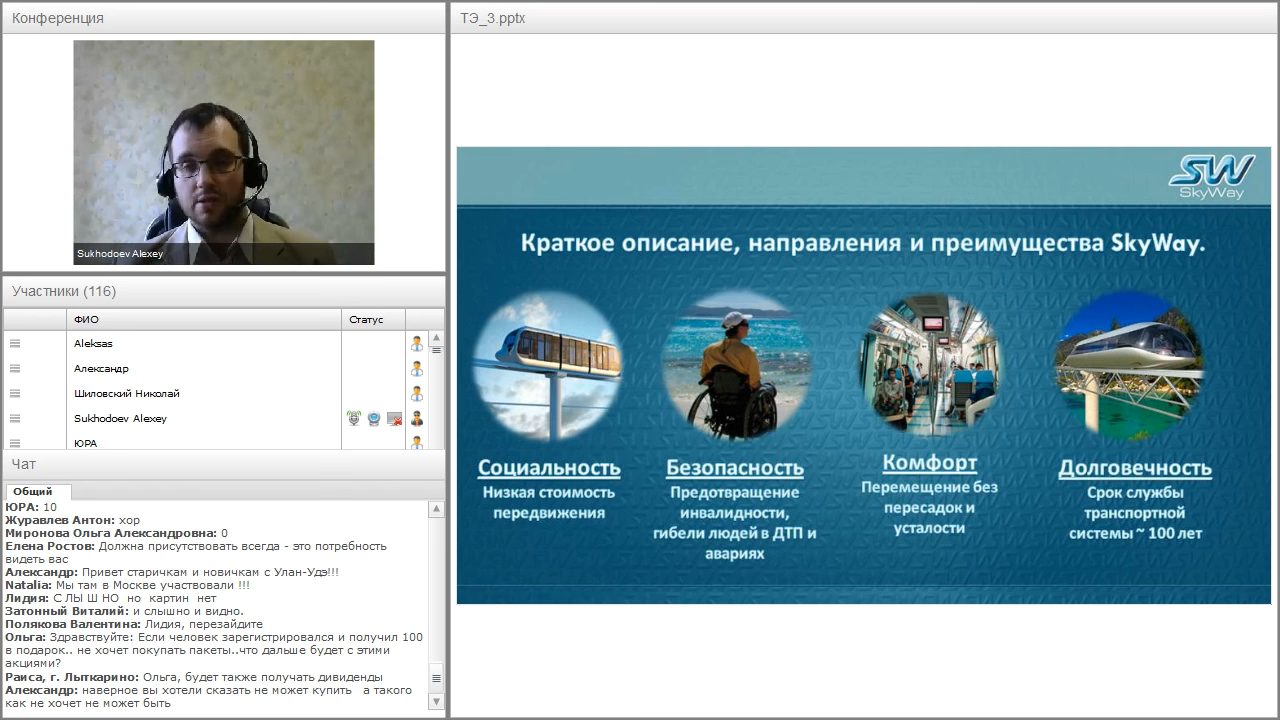 Конференция
Sukhodoev Alexey
Участники (116)
ФИО
Статус
Aleksas
Александр
Шиловский Николай
Sukhodoev Alexey
ЮРА
Чат
Общий
ЮРА: 10
Журавлев Антон: хор
Миронова Ольга Александровна: 0
Елена Ростов: Должна присутствовать всегда - это потребность
видеть вас
Александр: Привет старичкам и новичкам с Улан-Удэ!!!
Natalia: Мы там в Москве участвовали !!!
Лидия: С ЛЫ Ш НО но картин нет
Затонный Виталий: и слышно и видно.
Полякова Валентина: Лидия, перезайдите
Ольга: Здравствуйте: Если человек зарегистрировался и получил 100
в подарок.. не хочет покупать пакеты..что дальше будет с этими
акциями?
Раиса, г. Лыткарино: Ольга, будет также получать дивиденды
Александр: наверное вы хотели сказать не может купить а такого
как не хочет не может быть
ТЭ_3.pptx
SW
SkyWay
Краткое описание, направления и преимущества SkyWay.
Социальность
Низкая стоимость
передвижения
Безопасность
Предотвращение
инвалидности,
гибели людей в ДТП и
авариях
Комфорт
Перемещение без
пересадок и
усталости
Долговечность
Срок службы
транспортной
системы ~ 100 лет